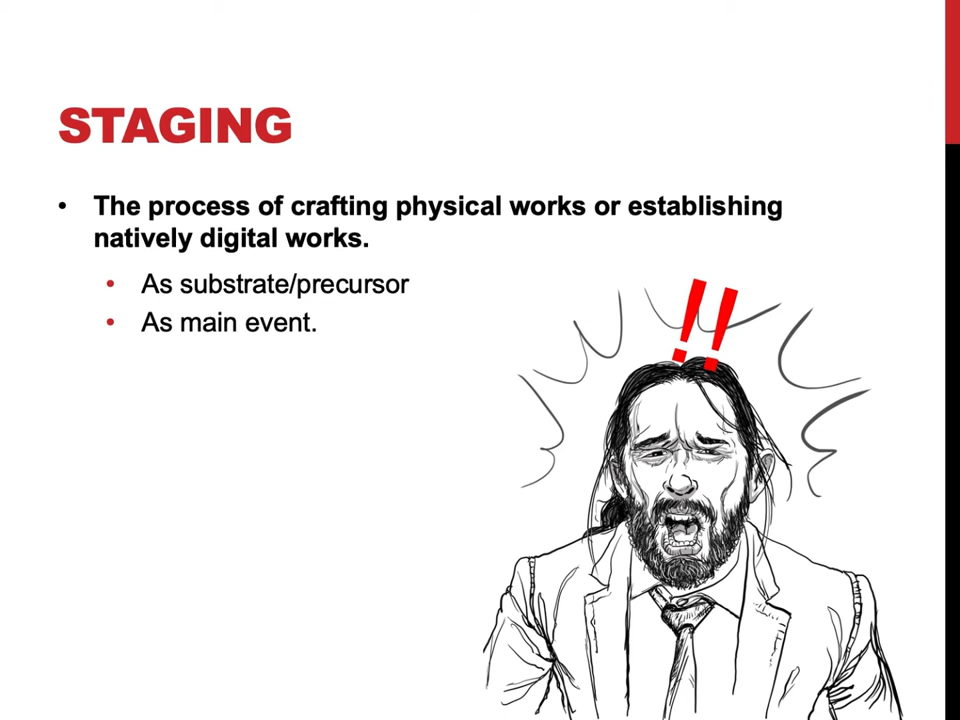 STAGING
• The process of crafting physical works or establishing
natively digital works.
• As substrate/precursor
• As main event.
!!